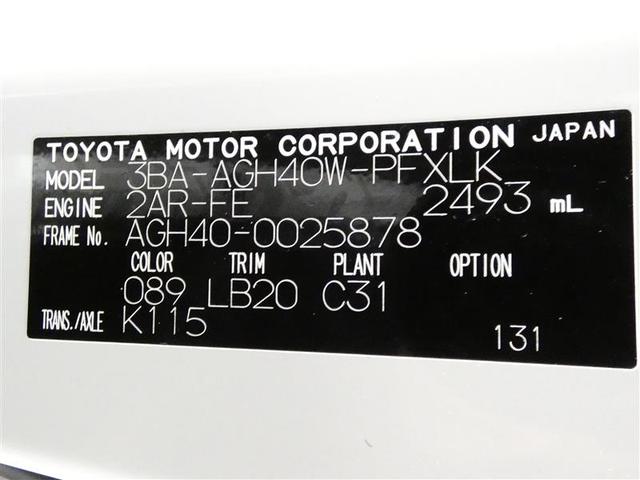 TOYOTA MOTOR CORPORATION JAPAN
MODEL 3BA-AGH40W-PFXLK
ENGINE 2AR-FE 2493 mL
FRAME No. AGH40-0025878
COLOR TRIM PLANT OPTION
089 LB20 C31
TRANS./AXLE K115
131